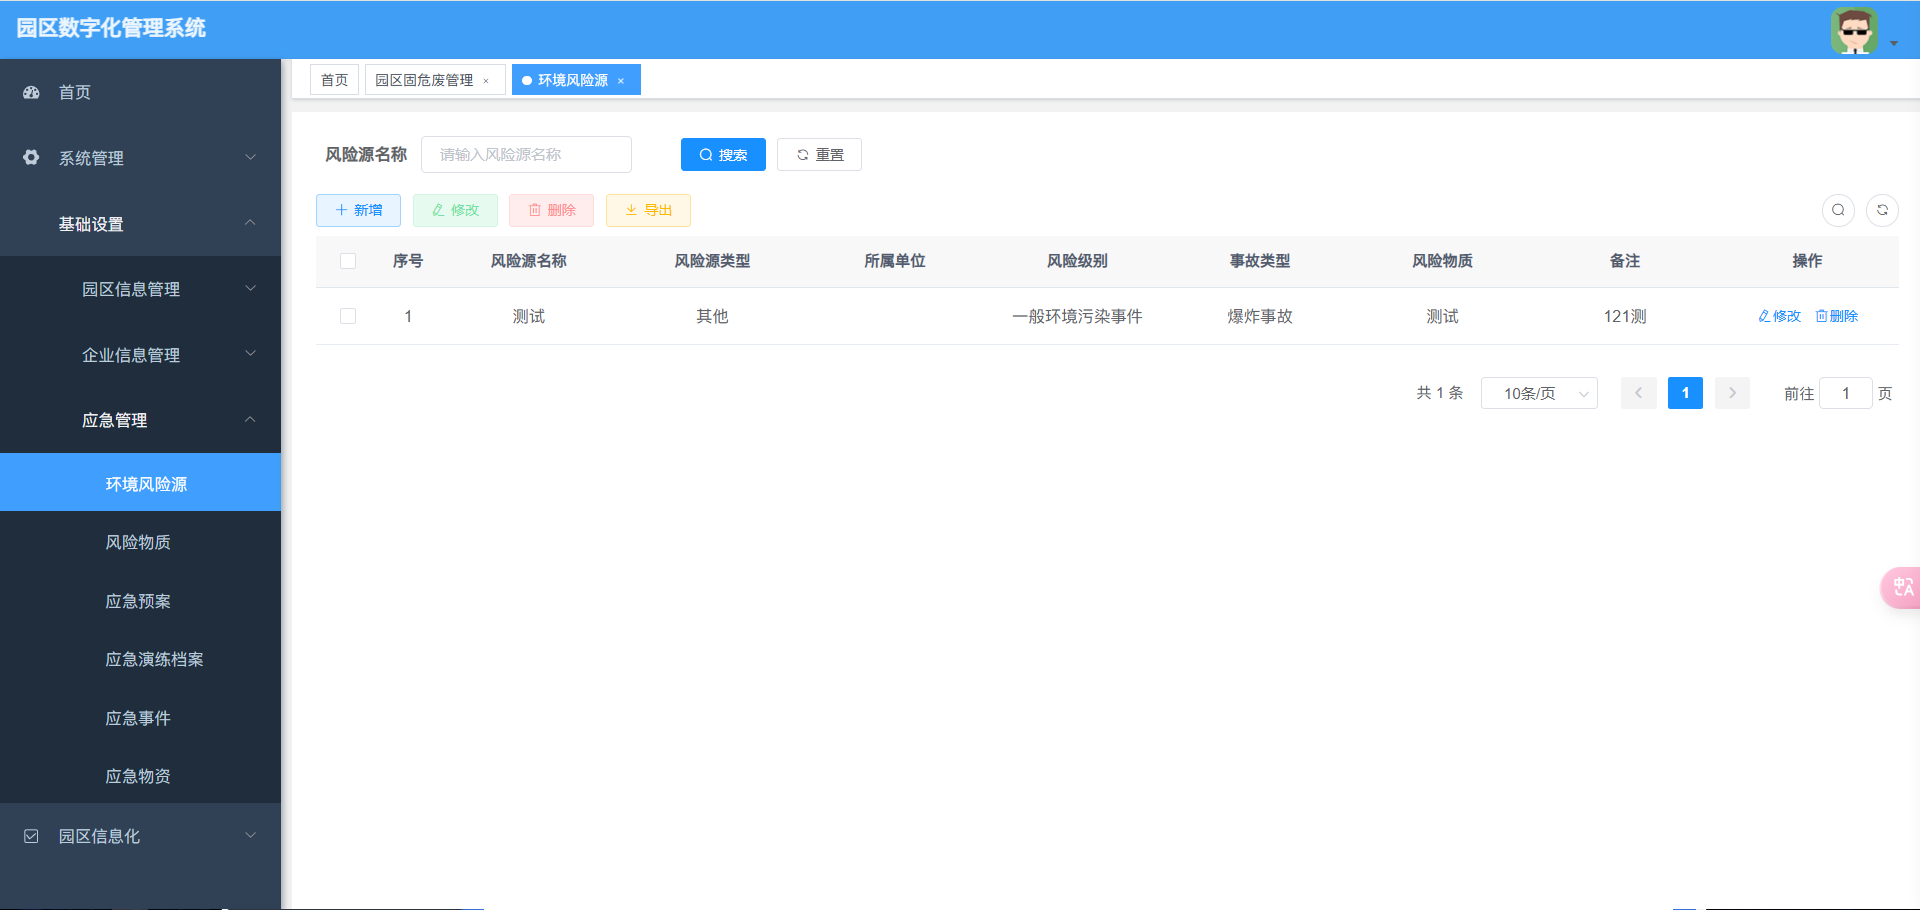 园区数字化管理系统
首页
系统管理
基础设置
园区信息管理
企业信息管理
应急管理
环境风险源
风险物质
应急预案
应急演练档案
应急事件
应急物资
园区信息化
首页 园区固危废管理 × 环境风险源 ×
风险源名称 请输入风险源名称 搜索 重置
新增 修改 删除 导出
序号 风险源名称 风险源类型 所属单位 风险级别 事故类型 风险物质 备注 操作
1 测试 其他 一般环境污染事件 爆炸事故 测试 121测 修改 删除
共 1 条 10条/页 1 前往 1 页
中A